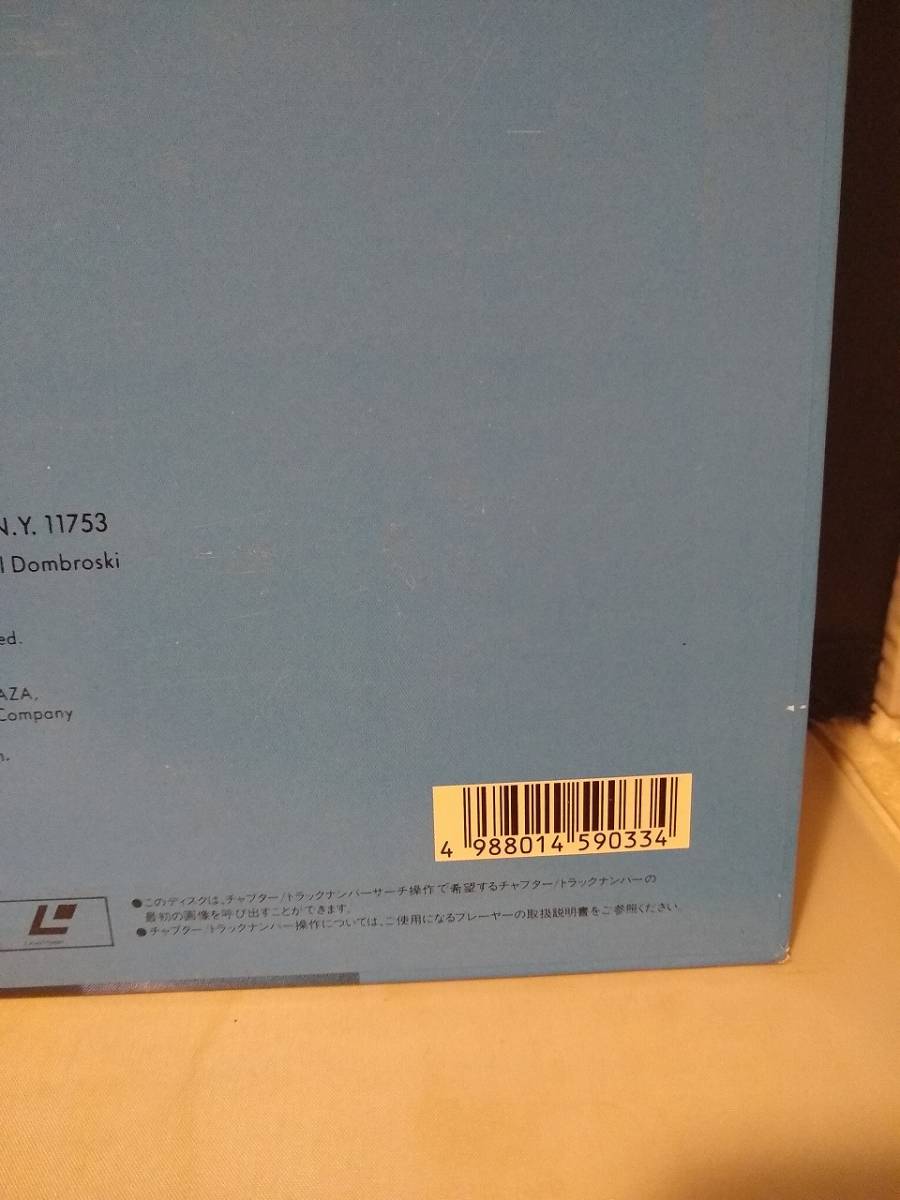 N.Y. 11753
l Dombroski
ed.
AZA,
Company
n.
4 988014 590334
●このディスクは、チャプター/トラックナンバーサーチ操作で希望するチャプター/トラックナンバーの
最初の画像を呼び出すことができます。
●チャプター/トラックナンバー操作については、ご使用になるプレーヤーの取扱説明書をご参照ください。